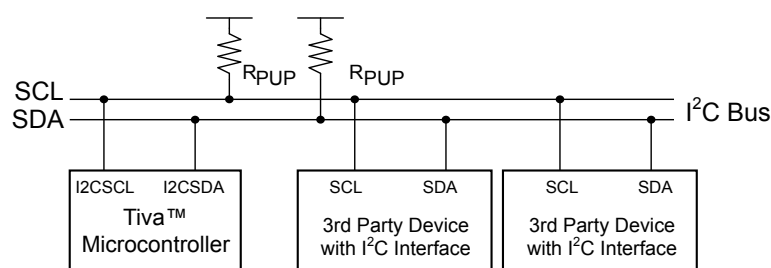 RPUP RPUP
SCL
SDA
I²C Bus
I2CSCL I2CSDA
Tiva™
Microcontroller
SCL SDA
3rd Party Device
with I²C Interface
SCL SDA
3rd Party Device
with I²C Interface